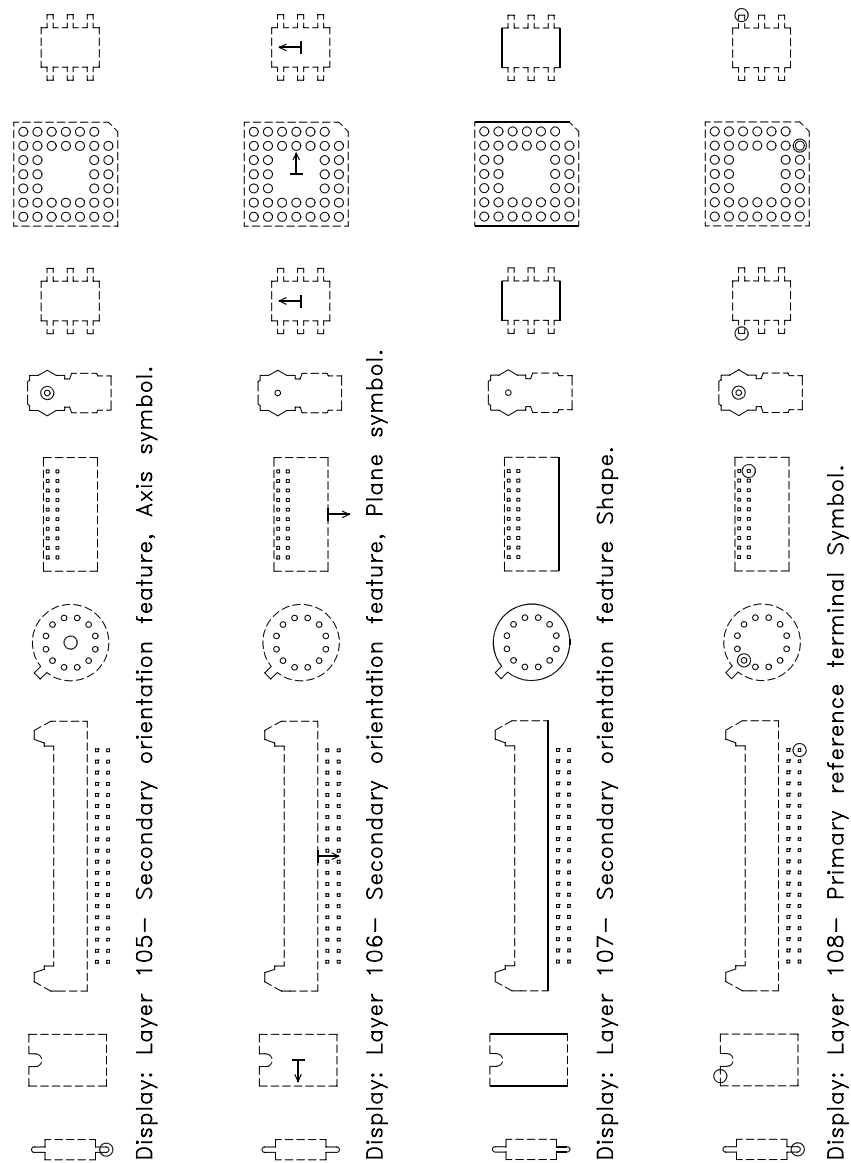 Display: Layer 105- Secondary orientation feature, Axis symbol.
Display: Layer 106- Secondary orientation feature, Plane symbol.
Display: Layer 107- Secondary orientation feature Shape.
Display: Layer 108- Primary reference terminal Symbol.